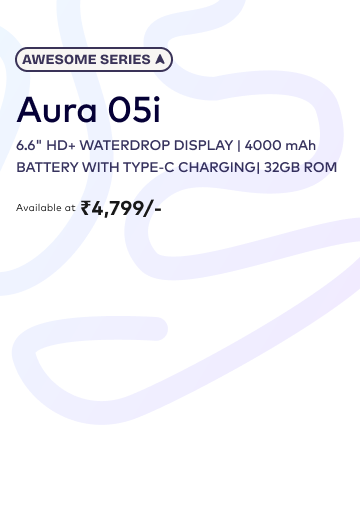 AWESOME SERIES
Aura 05i
6.6" HD+ WATERDROP DISPLAY | 4000 mAh
BATTERY WITH TYPE-C CHARGING| 32GB ROM
Available at ₹4,799/-